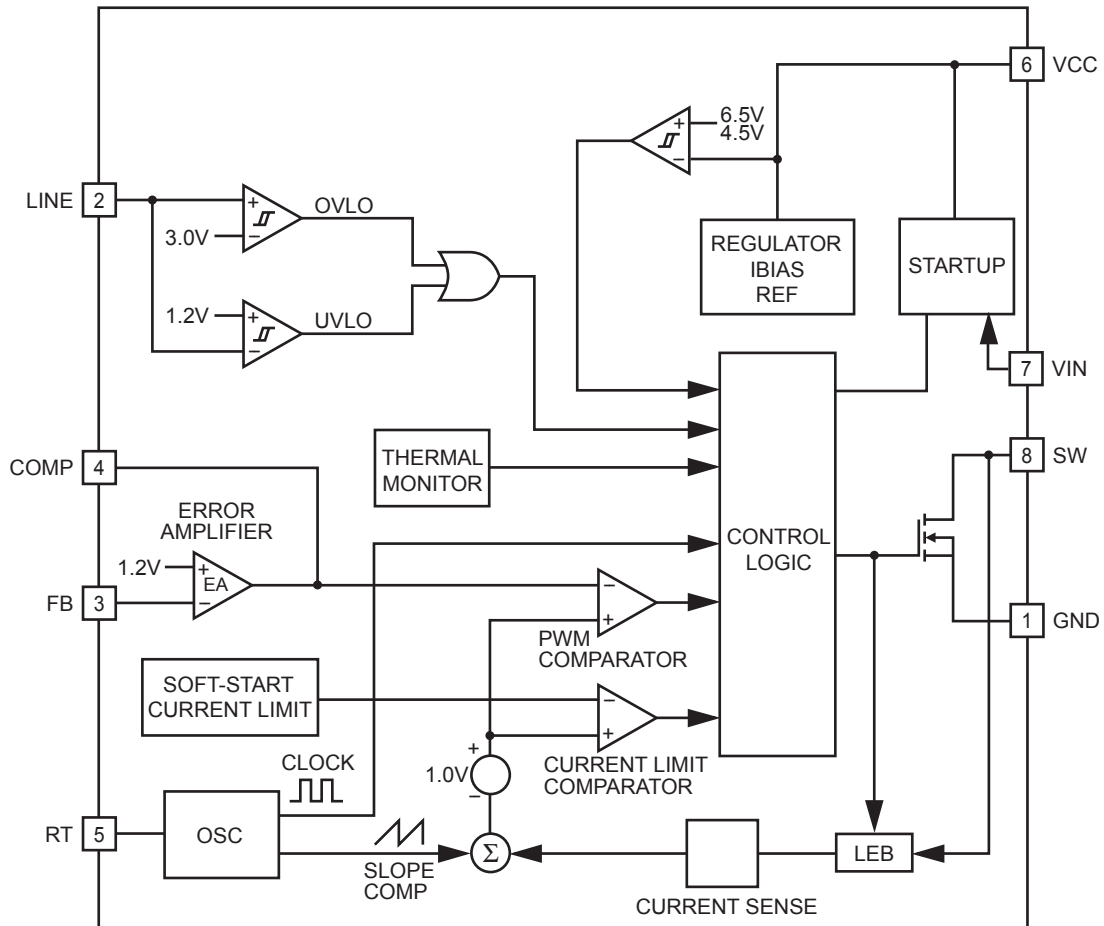 6 VCC
6.5V
+
4.5V
−
LINE 2
+
OVLO
3.0V
−
REGULATOR
IBIAS
REF
STARTUP
1.2V
+
UVLO
−
7 VIN
COMP 4
THERMAL
MONITOR
8 SW
ERROR
AMPLIFIER
CONTROL
LOGIC
1.2V
+
EA
−
FB 3
−
+
1 GND
PWM
COMPARATOR
SOFT-START
CURRENT LIMIT
−
+
+
1.0V
−
CURRENT LIMIT
COMPARATOR
CLOCK
RT 5
OSC
Σ
LEB
SLOPE
COMP
CURRENT SENSE